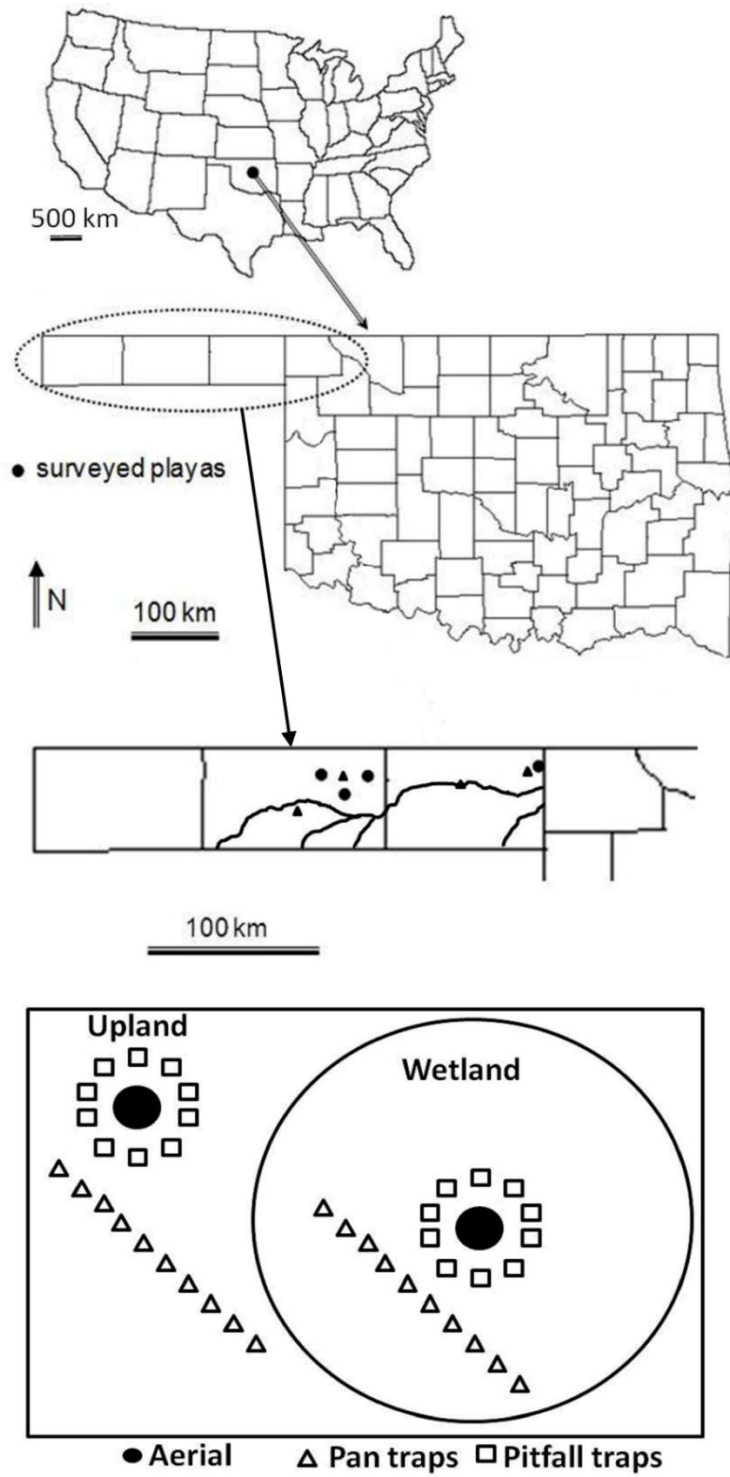 500 km
● surveyed playas
N
100 km
100 km
Upland
Wetland
● Aerial △ Pan traps □ Pitfall traps